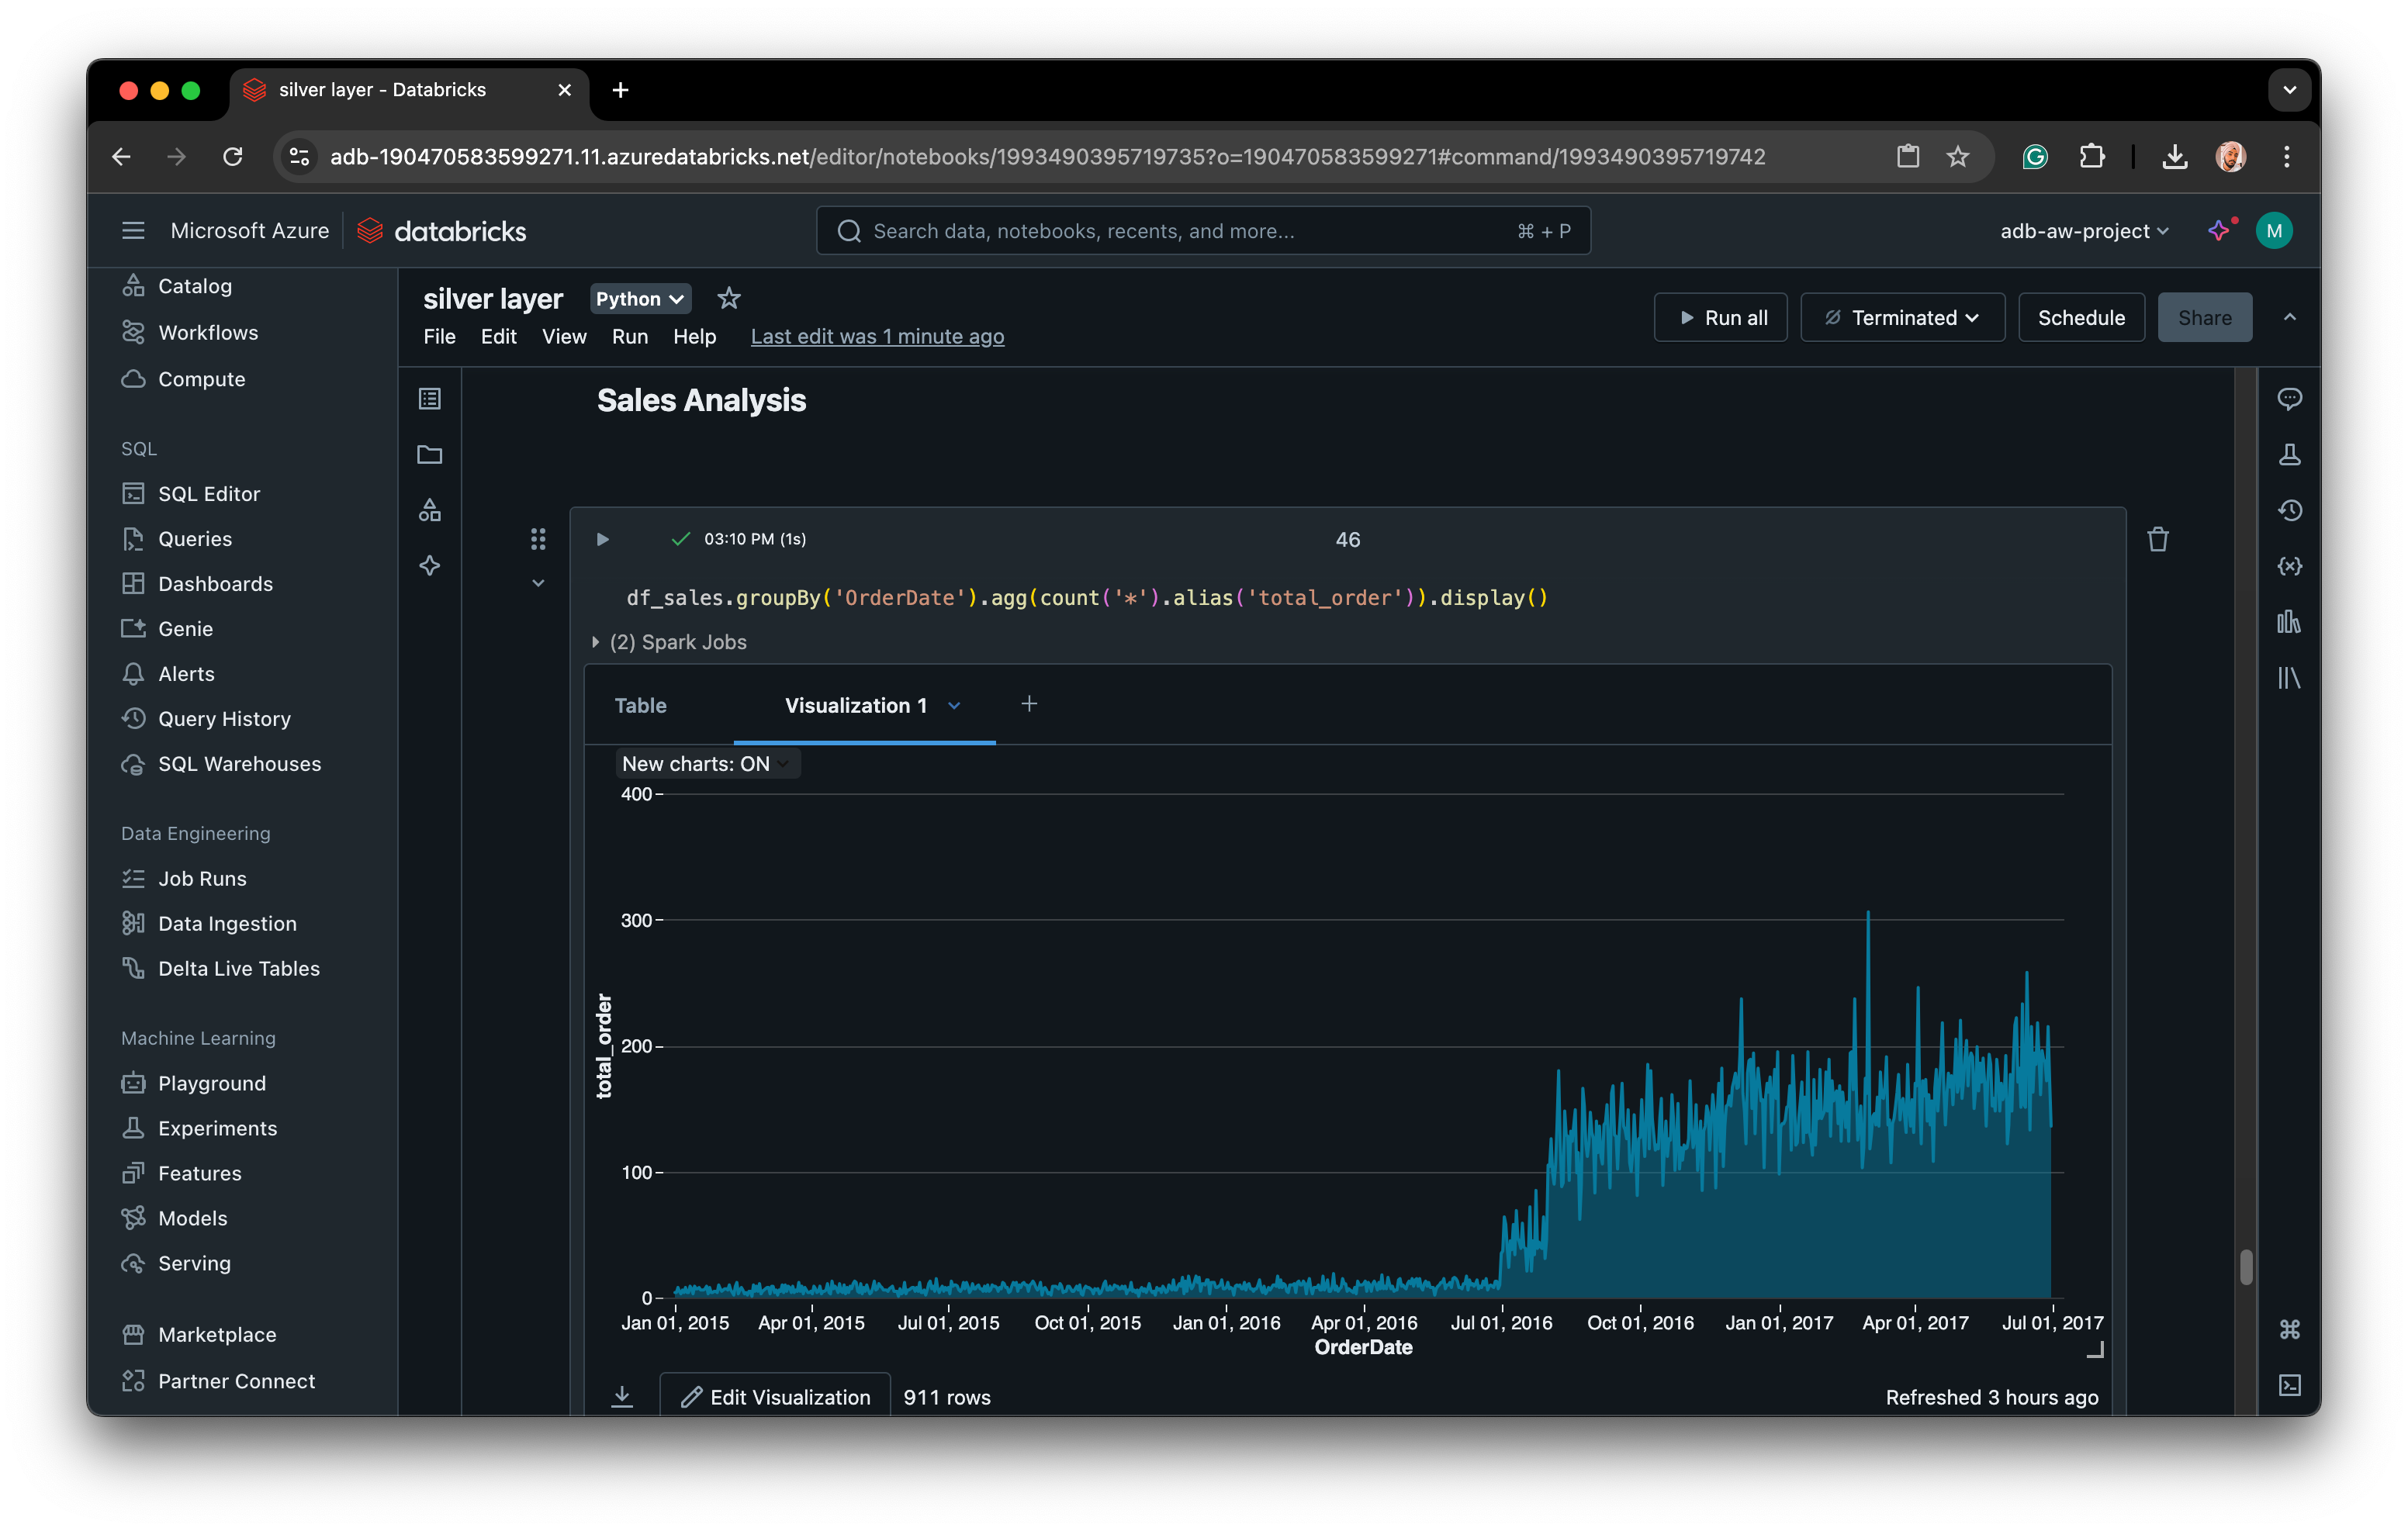 silver layer - Databricks
adb-190470583599271.11.azuredatabricks.net/editor/notebooks/1993490395719735?o=190470583599271#command/1993490395719742
Microsoft Azure
databricks
Search data, notebooks, recents, and more...
⌘ + P
adb-aw-project
M
Catalog
Workflows
Compute
SQL
SQL Editor
Queries
Dashboards
Genie
Alerts
Query History
SQL Warehouses
Data Engineering
Job Runs
Data Ingestion
Delta Live Tables
Machine Learning
Playground
Experiments
Features
Models
Serving
Marketplace
Partner Connect
silver layer
Python
File Edit View Run Help Last edit was 1 minute ago
Run all
Terminated
Schedule
Share
Sales Analysis
03:10 PM (1s)
46
df_sales.groupBy('OrderDate').agg(count('*').alias('total_order')).display()
(2) Spark Jobs
Table
Visualization 1
New charts: ON
400
300
200
100
0
total_order
Jan 01, 2015 Apr 01, 2015 Jul 01, 2015 Oct 01, 2015 Jan 01, 2016 Apr 01, 2016 Jul 01, 2016 Oct 01, 2016 Jan 01, 2017 Apr 01, 2017 Jul 01, 2017
OrderDate
Edit Visualization
911 rows
Refreshed 3 hours ago